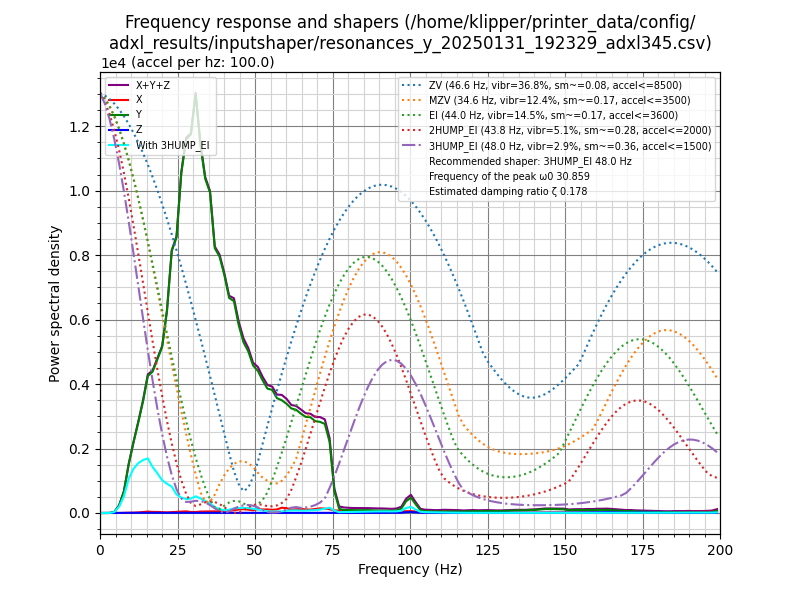 Frequency response and shapers (/home/klipper/printer_data/config/
adxl_results/inputshaper/resonances_y_20250131_192329_adxl345.csv)
1e4 (accel per hz: 100.0)
X+Y+Z
X
Y
Z
With 3HUMP_EI
ZV (46.6 Hz, vibr=36.8%, sm~=0.08, accel<=8500)
MZV (34.6 Hz, vibr=12.4%, sm~=0.17, accel<=3500)
EI (44.0 Hz, vibr=14.5%, sm~=0.17, accel<=3600)
2HUMP_EI (43.8 Hz, vibr=5.1%, sm~=0.28, accel<=2000)
3HUMP_EI (48.0 Hz, vibr=2.9%, sm~=0.36, accel<=1500)
Recommended shaper: 3HUMP_EI 48.0 Hz
Frequency of the peak ω0 30.859
Estimated damping ratio ζ 0.178
Power spectral density
1.2
1.0
0.8
0.6
0.4
0.2
0.0
0 25 50 75 100 125 150 175 200
Frequency (Hz)